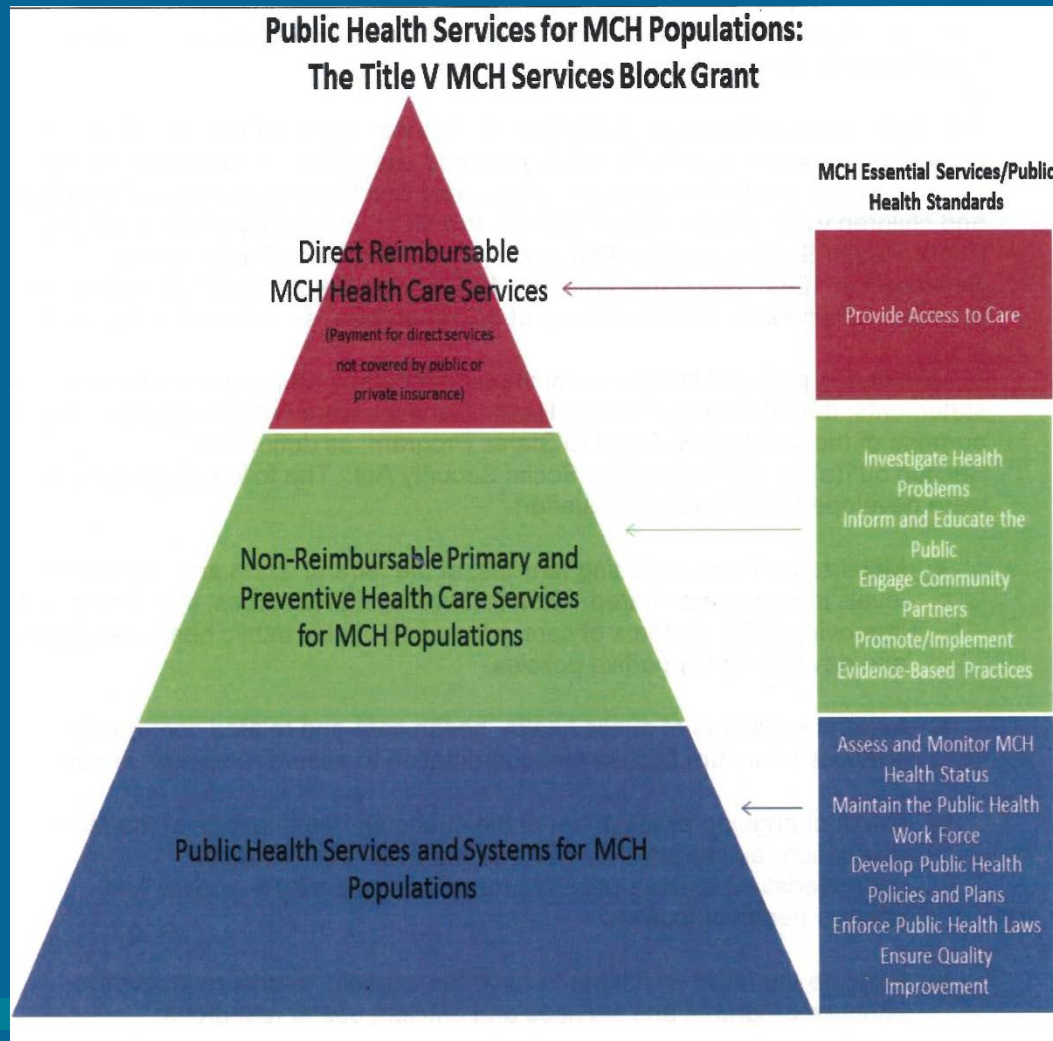 Public Health Services for MCH Populations:
The Title V MCH Services Block Grant
Direct Reimbursable
MCH Health Care Services
(Payment for direct services
not covered by public or
private insurance)
Non-Reimbursable Primary and
Preventive Health Care Services
for MCH Populations
Public Health Services and Systems for MCH
Populations
MCH Essential Services/Public
Health Standards
Provide Access to Care
Investigate Health
Problems
Inform and Educate the
Public
Engage Community
Partners
Promote/Implement
Evidence-Based Practices
Assess and Monitor MCH
Health Status
Maintain the Public Health
Work Force
Develop Public Health
Policies and Plans
Enforce Public Health Laws
Ensure Quality
Improvement